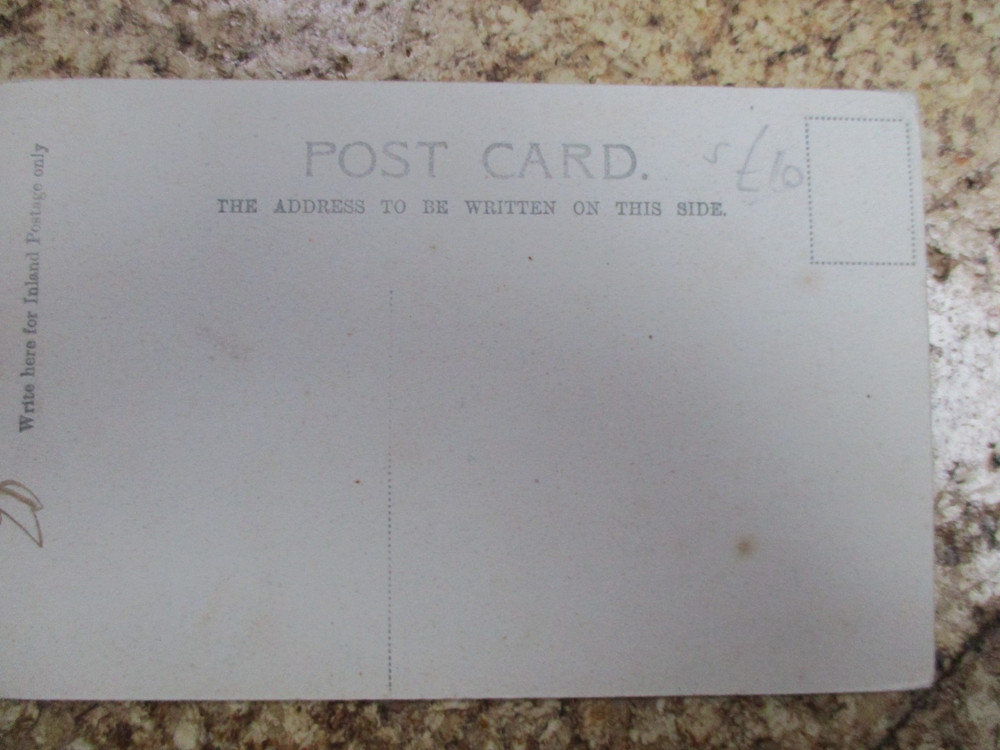 POST CARD.
s £10
THE ADDRESS TO BE WRITTEN ON THIS SIDE.
Write here for Inland Postage only